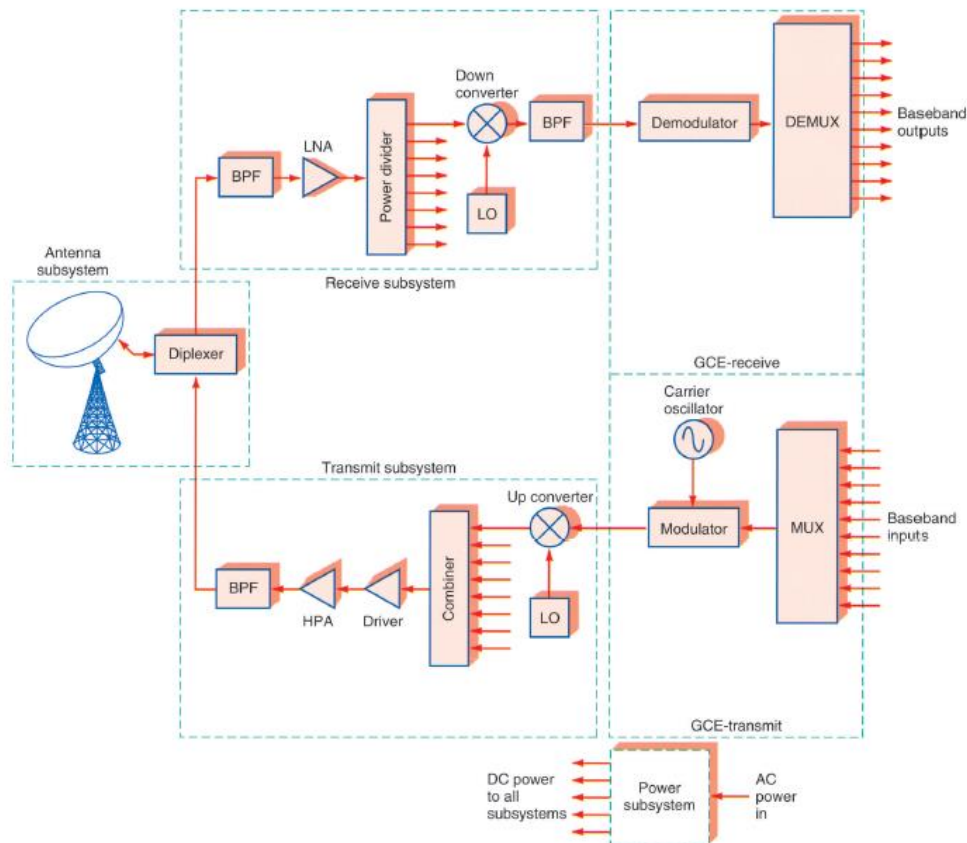 Down
converter
BPF
Demodulator
DEMUX
Baseband
outputs
LNA
BPF
Power divider
LO
Antenna
subsystem
Receive subsystem
Diplexer
GCE-receive
Carrier
oscillator
Transmit subsystem
Up converter
Modulator
MUX
Baseband
inputs
Combiner
BPF
HPA
Driver
LO
GCE-transmit
DC power
to all
subsystems
Power
subsystem
AC
power
in